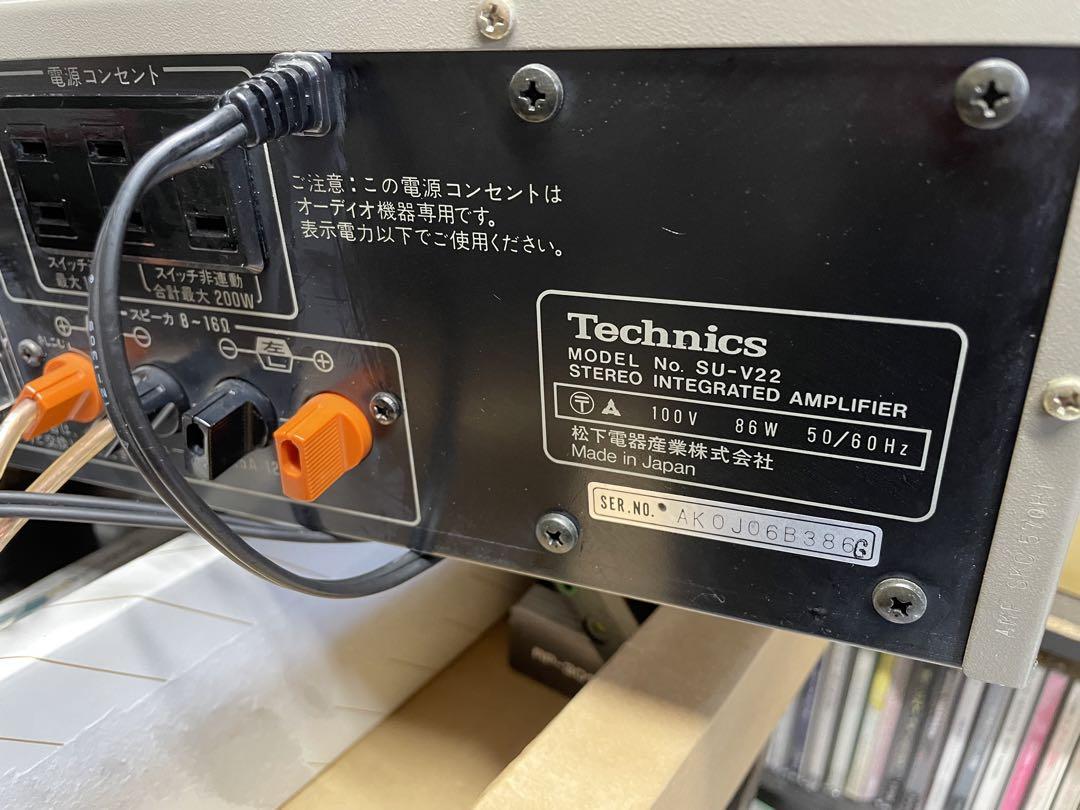 電源コンセント
ご注意：この電源コンセントは
オーディオ機器専用です。
表示電力以下でご使用ください。
スイッチ非連動
合計最大 200W
スピーカ 8～16Ω
⊕ ⊖ ⊖ 左 ⊕
Technics
MODEL No. SU-V22
STEREO INTEGRATED AMPLIFIER
〶 100V 86W 50/60Hz
松下電器産業株式会社
Made in Japan
SER.NO. AK0J06B386G